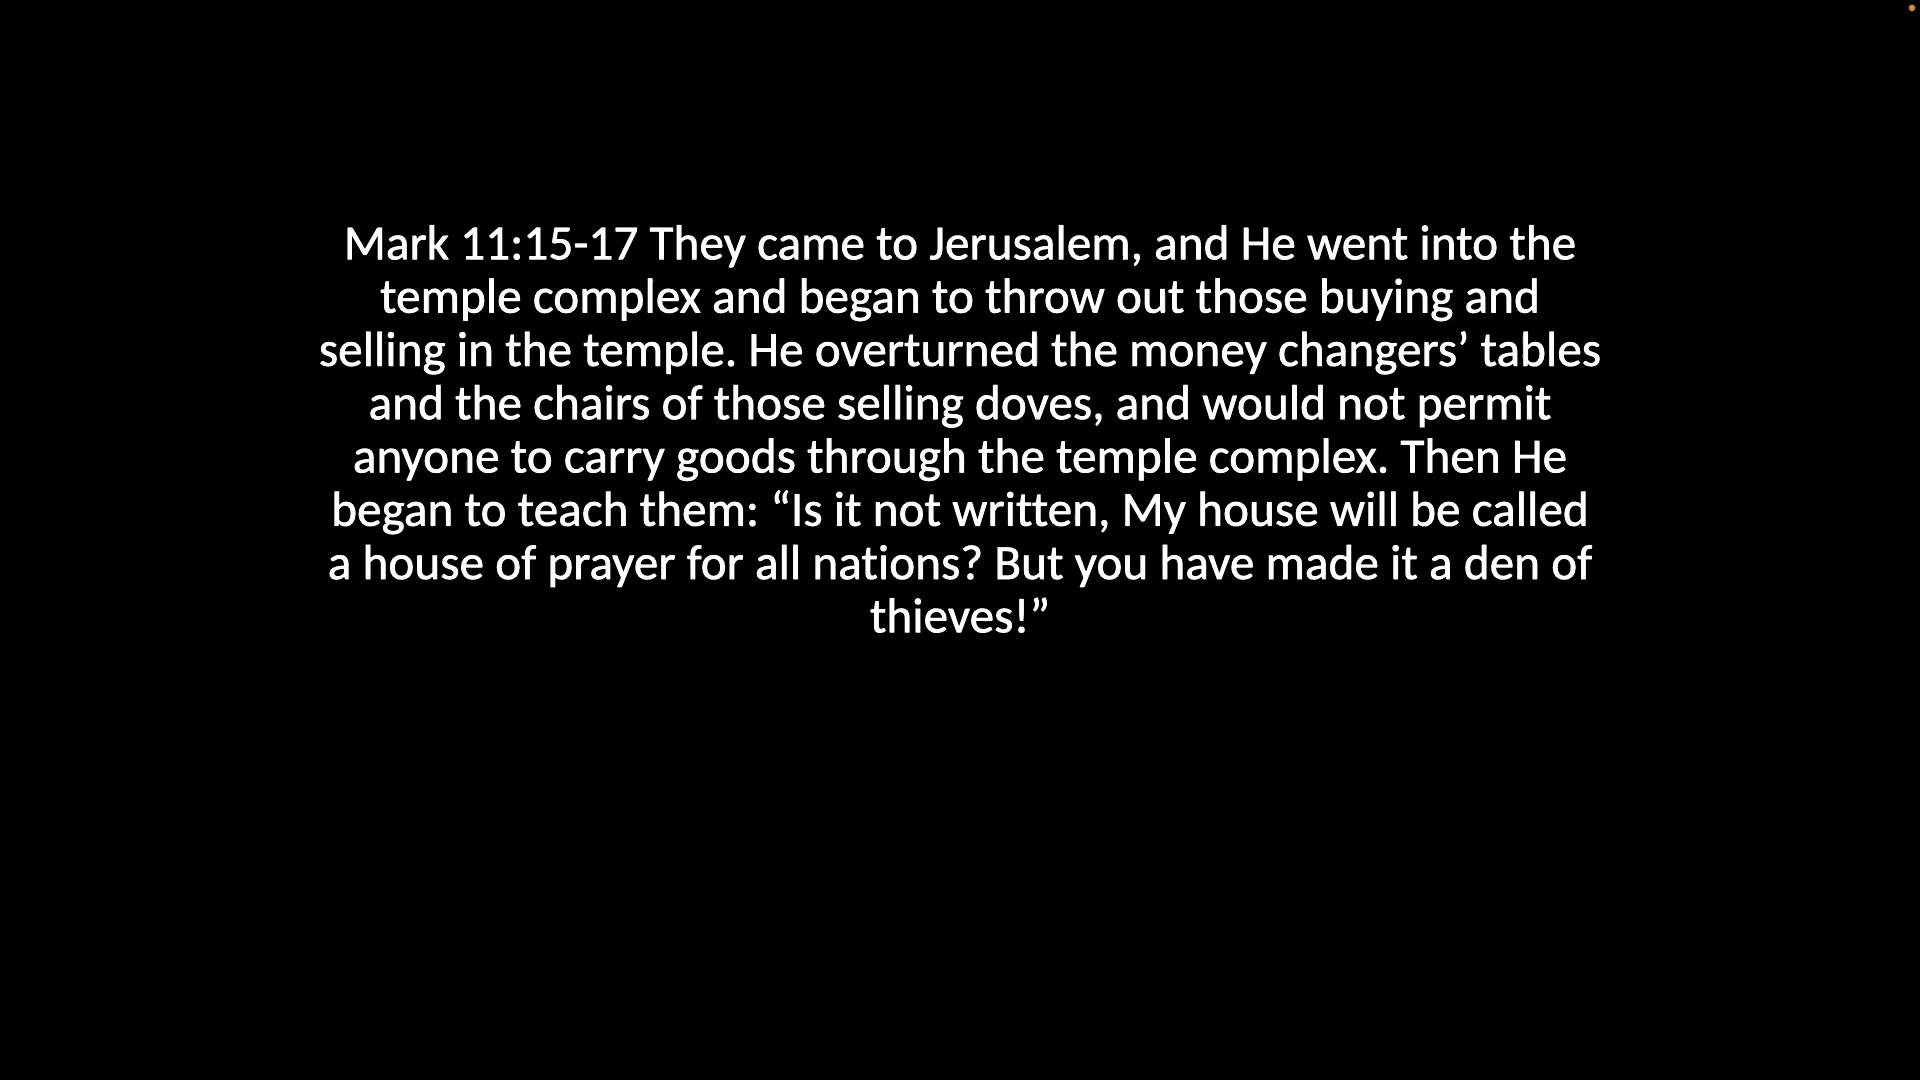 Mark 11:15-17 They came to Jerusalem, and He went into the
temple complex and began to throw out those buying and
selling in the temple. He overturned the money changers’ tables
and the chairs of those selling doves, and would not permit
anyone to carry goods through the temple complex. Then He
began to teach them: “Is it not written, My house will be called
a house of prayer for all nations? But you have made it a den of
thieves!”